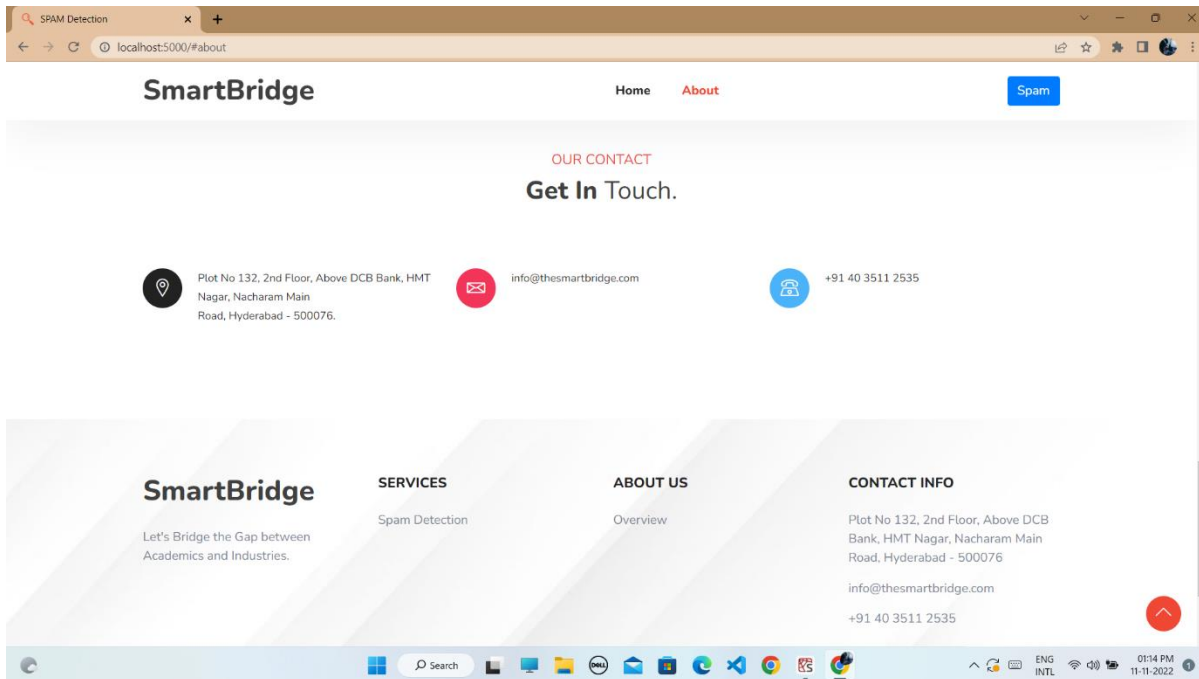 SPAM Detection
localhost:5000/#about
SmartBridge
Home About
Spam
OUR CONTACT
Get In Touch.
Plot No 132, 2nd Floor, Above DCB Bank, HMT
Nagar, Nacharam Main
Road, Hyderabad - 500076.
info@thesmartbridge.com
+91 40 3511 2535
SmartBridge
Let's Bridge the Gap between
Academics and Industries.
SERVICES
Spam Detection
ABOUT US
Overview
CONTACT INFO
Plot No 132, 2nd Floor, Above DCB
Bank, HMT Nagar, Nacharam Main
Road, Hyderabad - 500076
info@thesmartbridge.com
+91 40 3511 2535
Search
DELL
ENG
INTL
01:14 PM
11-11-2022
1